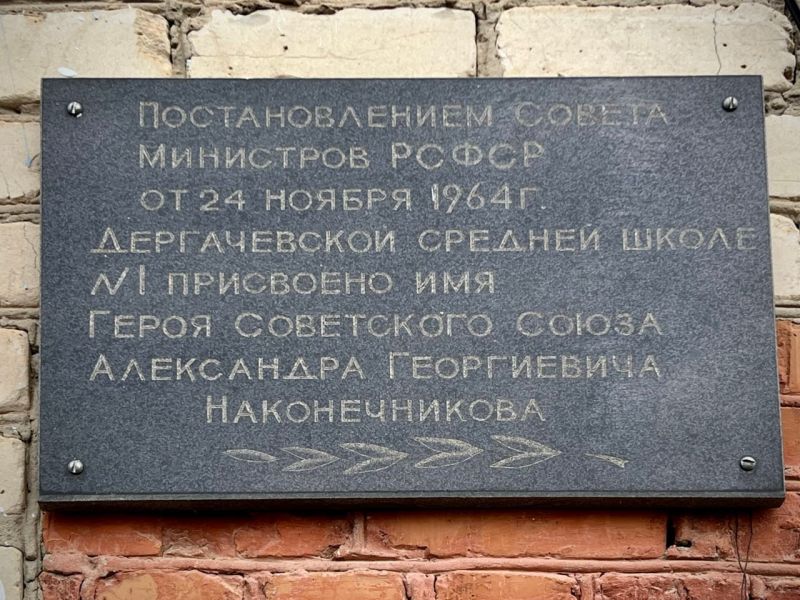 Постановлением Совета
Министров РСФСР
от 24 ноября 1964г.
Дергачевской средней школе
N1 присвоено имя
Героя Советского Союза
Александра Георгиевича
Наконечникова